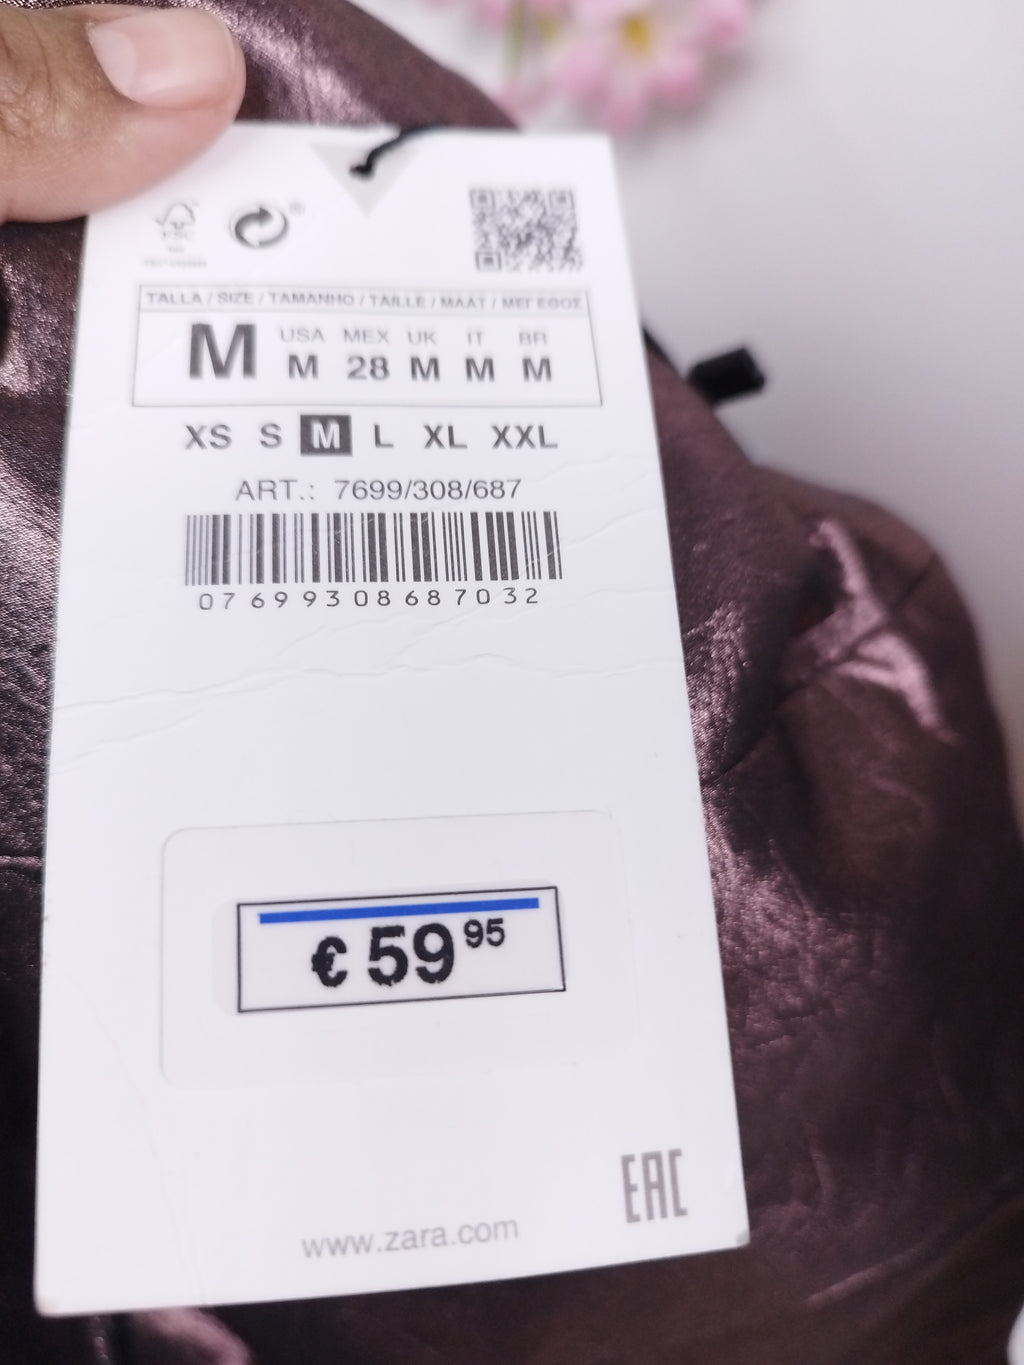 FSC
®
TALLA / SIZE / TAMANHO / TAILLE / MAAT / ΜΕΓΕΘΟΣ
M
USA MEX UK IT BR
M 28 M M M
XS S M L XL XXL
ART.: 7699/308/687
07699308687032
€ 59 95
EAC
www.zara.com